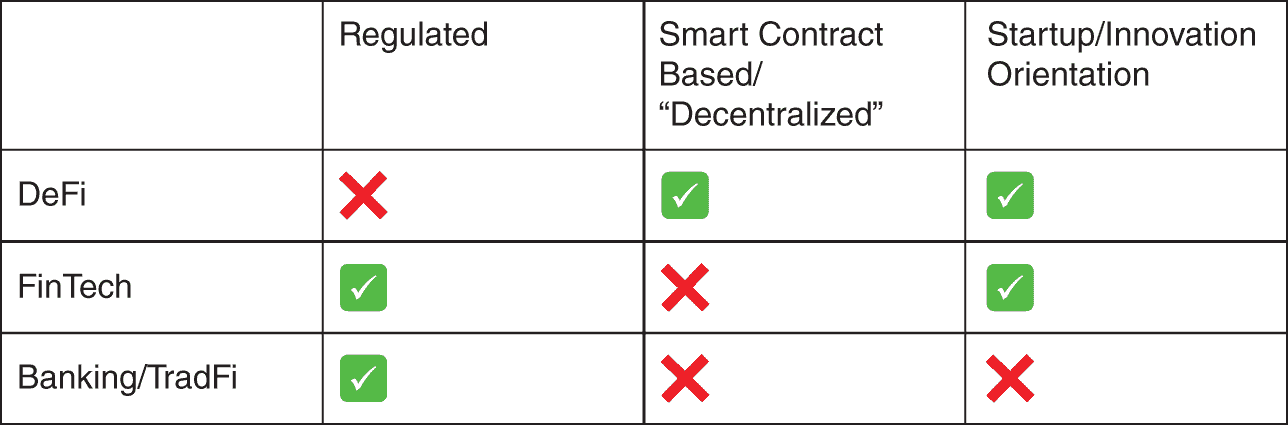 Regulated
Smart Contract
Based/
“Decentralized”
Startup/Innovation
Orientation
DeFi
❌
✅
✅
FinTech
✅
❌
✅
Banking/TradFi
✅
❌
❌